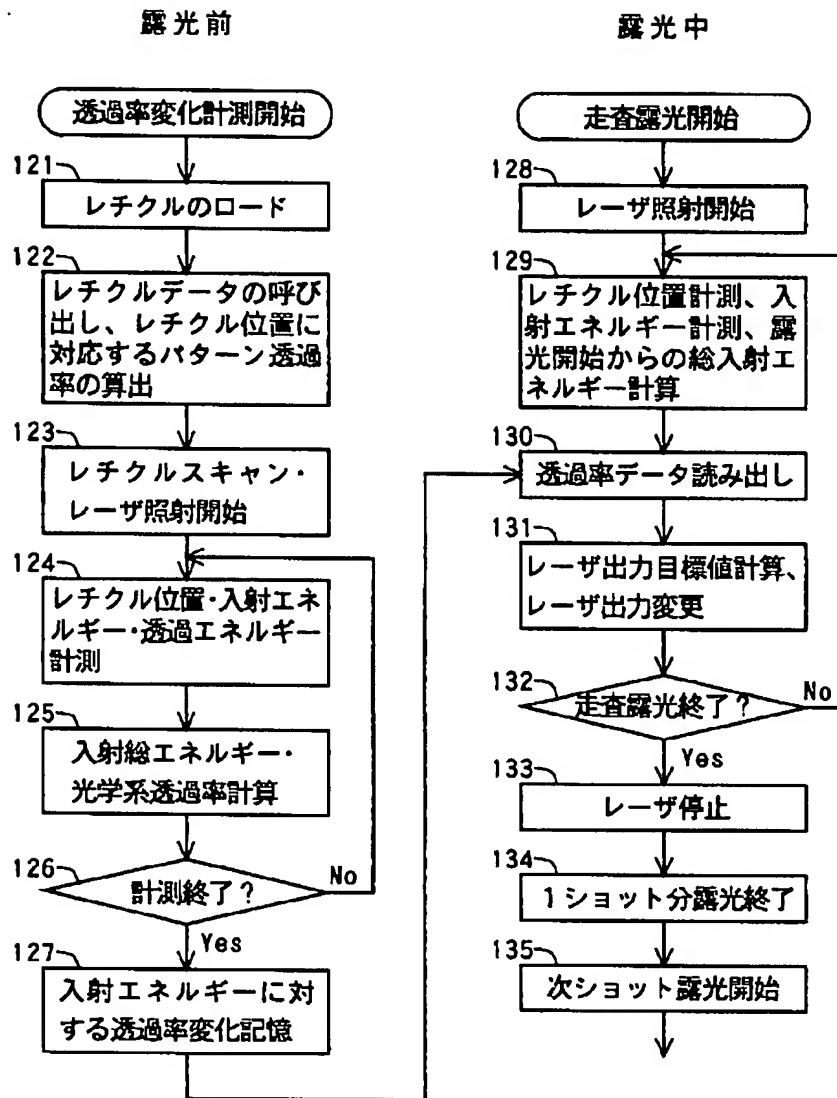 露光前
透過率変化計測開始
121
レチクルのロード
122
レチクルデータの呼び
出し、レチクル位置に
対応するパターン透過
率の算出
123
レチクルスキャン・
レーザ照射開始
124
レチクル位置・入射エネ
ルギー・透過エネルギー
計測
125
入射総エネルギー・
光学系透過率計算
126
計測終了?
No
Yes
127
入射エネルギーに対
する透過率変化記憶
露光中
走査露光開始
128
レーザ照射開始
129
レチクル位置計測、入
射エネルギー計測、露
光開始からの総入射エ
ネルギー計算
130
透過率データ読み出し
131
レーザ出力目標値計算、
レーザ出力変更
132
走査露光終了?
No
Yes
133
レーザ停止
134
1ショット分露光終了
135
次ショット露光開始